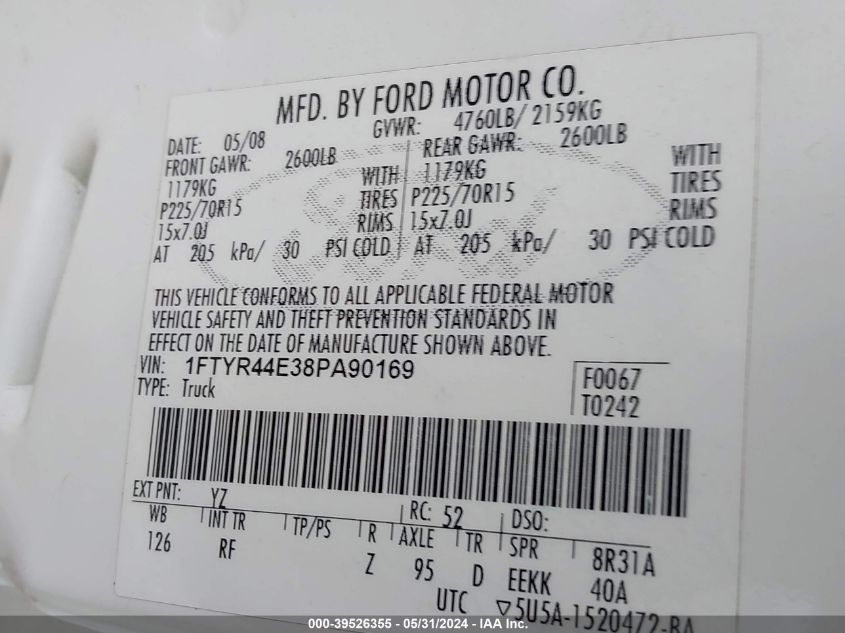 MFD. BY FORD MOTOR CO.
DATE: 05/08 GVWR: 4760LB/ 2159KG
FRONT GAWR: 2600LB REAR GAWR: 2600LB
1179KG WITH 1179KG WITH
P225/70R15 TIRES P225/70R15 TIRES
15x7.0J RIMS 15x7.0J RIMS
AT 205 kPa/ 30 PSI COLD AT 205 kPa/ 30 PSI COLD
THIS VEHICLE CONFORMS TO ALL APPLICABLE FEDERAL MOTOR
VEHICLE SAFETY AND THEFT PREVENTION STANDARDS IN
EFFECT ON THE DATE OF MANUFACTURE SHOWN ABOVE.
VIN: 1FTYR44E38PA90169 F0067
TYPE: Truck T0242
EXT PNT: YZ RC: 52 DSO:
WB INT TR TP/PS R AXLE TR SPR 8R31A
126 RF Z 95 D EEKK 40A
UTC ▽5U5A-1520472-BA
000-39526355 - 05/31/2024 - IAA Inc.